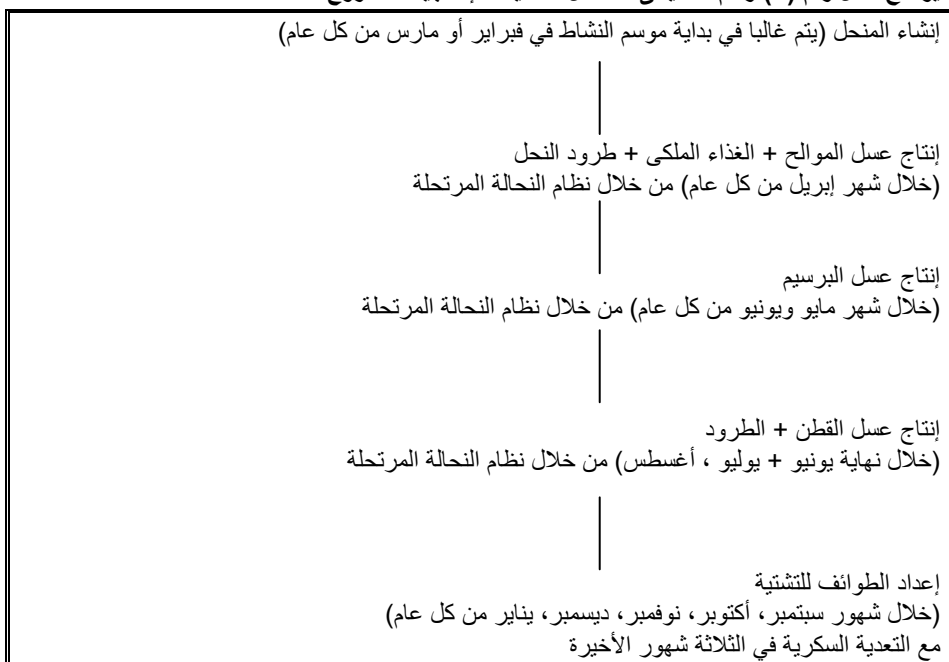 إنشاء المنحل (يتم غالبا في بداية موسم النشاط في فبراير أو مارس من كل عام)
إنتاج عسل الموالح + الغذاء الملكى + طرود النحل
(خلال شهر إبريل من كل عام) من خلال نظام النحالة المرتحلة
إنتاج عسل البرسيم
(خلال شهر مايو ويونيو من كل عام) من خلال نظام النحالة المرتحلة
إنتاج عسل القطن + الطرود
(خلال نهاية يونيو + يوليو ، أغسطس) من خلال نظام النحالة المرتحلة
إعداد الطوائف للتشتية
(خلال شهور سبتمبر، أكتوبر، نوفمبر، ديسمبر، يناير من كل عام)
مع التعدية السكرية في الثلاثة شهور الأخيرة